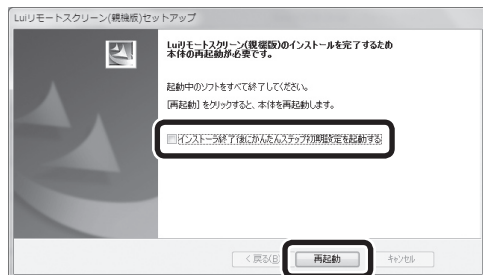 Luiリモートスクリーン(親機版)セットアップ
Luiリモートスクリーン(親機版)のインストールを完了するため
本体の再起動が必要です。
起動中のソフトをすべて終了してください。
[再起動] をクリックすると、本体を再起動します。
インストーラ終了後にかんたんステップ初期設定を起動する
< 戻る(B)
再起動
キャンセル